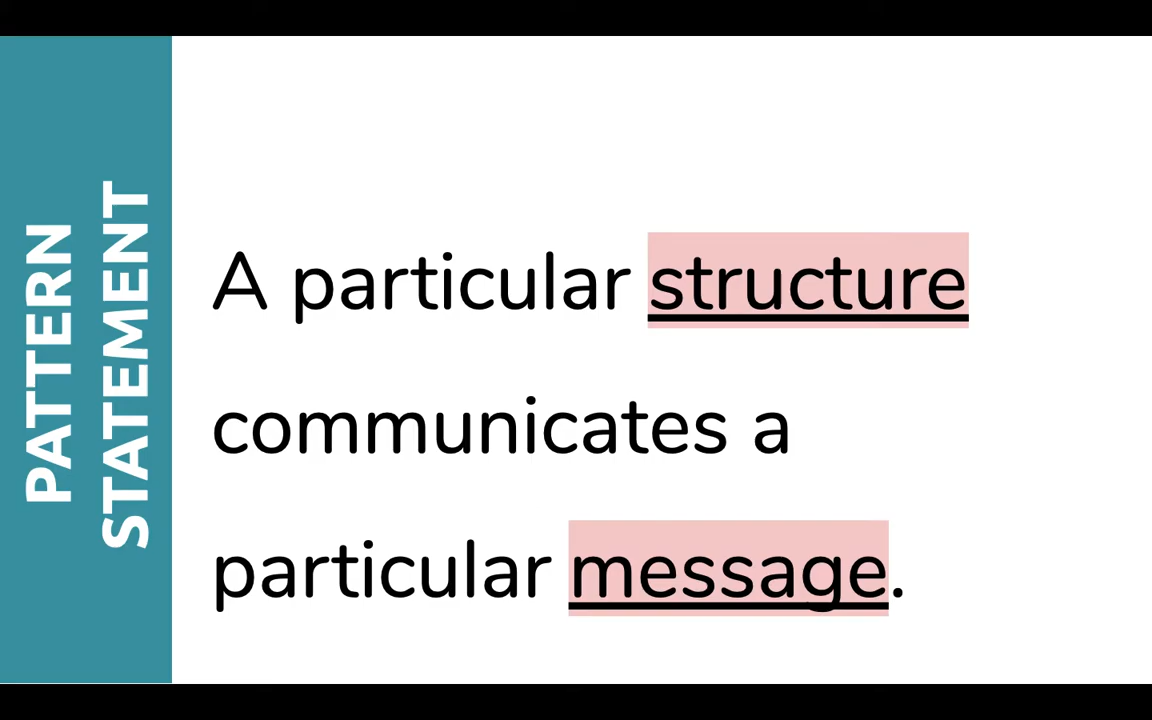 PATTERN
STATEMENT
A particular structure
communicates a
particular message.